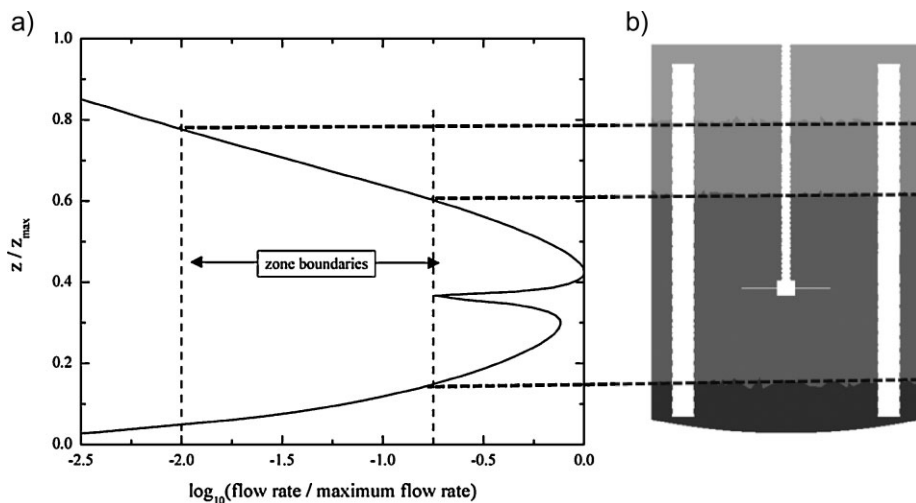 a)
b)
1.0
0.8
0.6
0.4
0.2
0.0
z / z_max
zone boundaries
-2.5 -2.0 -1.5 -1.0 -0.5 0.0
log₁₀(flow rate / maximum flow rate)